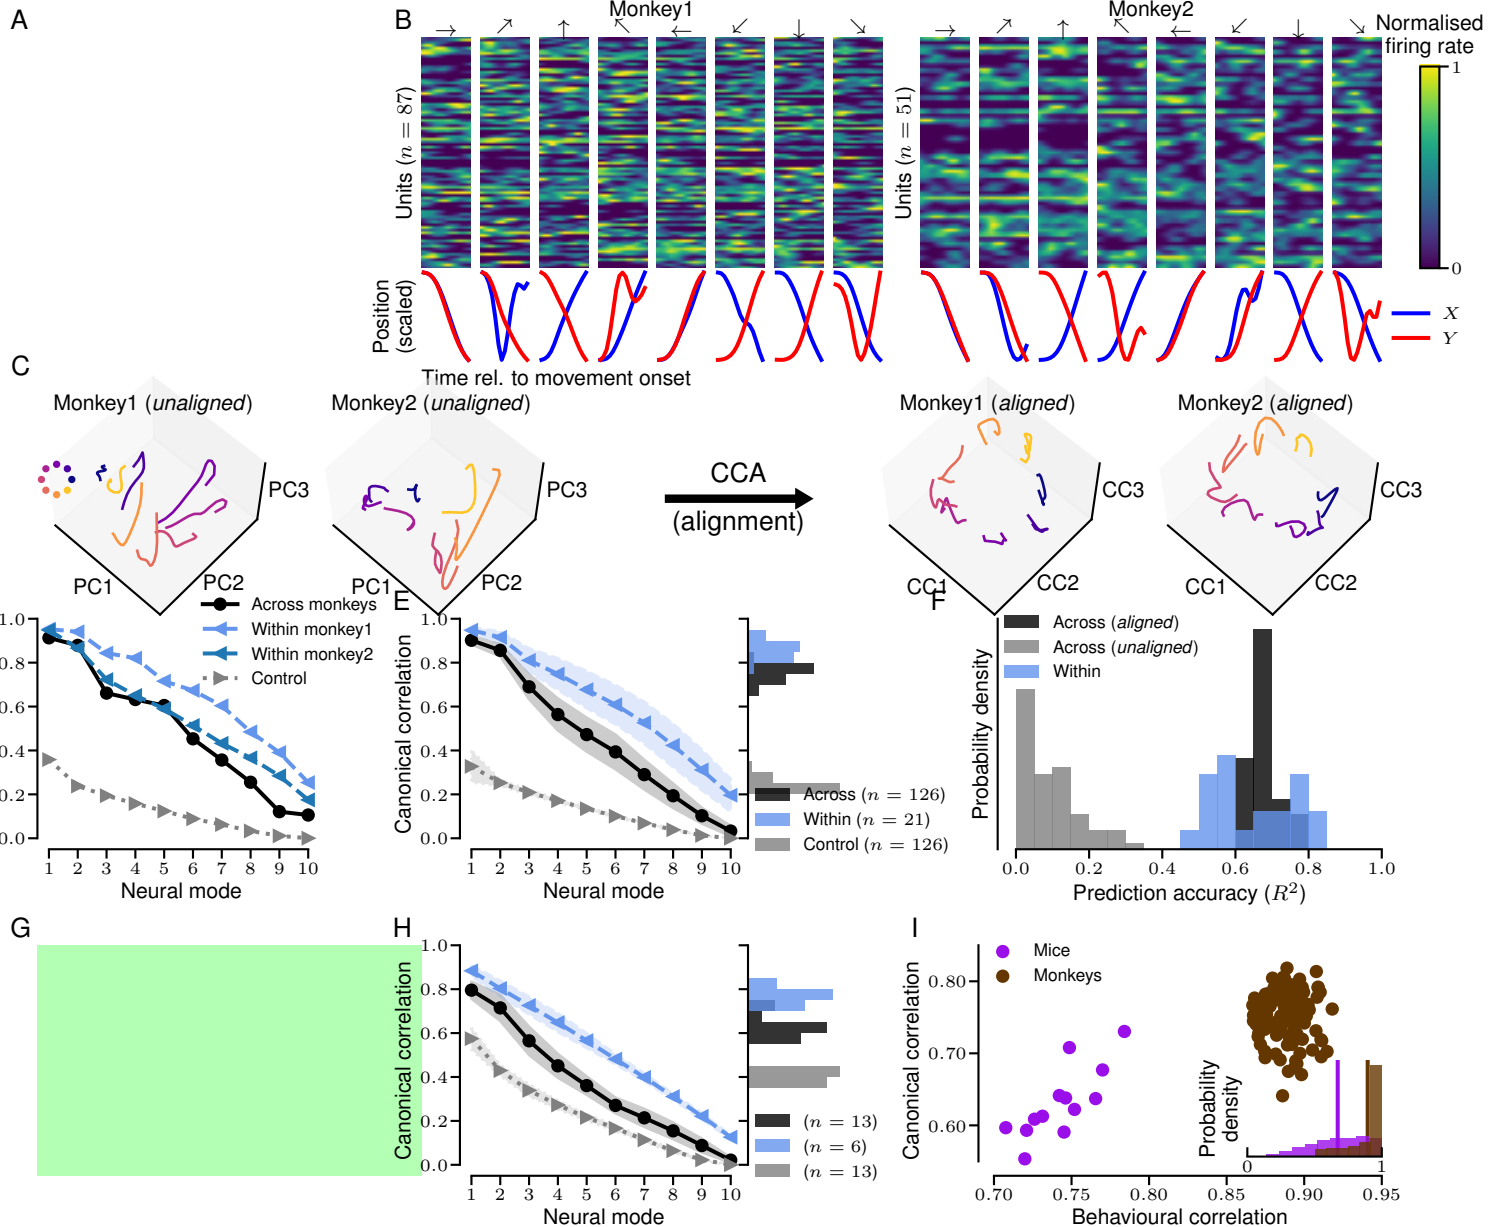 A
B
Monkey1
Monkey2
→ ↗ ↑ ↖ ← ↙ ↓ ↘
→ ↗ ↑ ↖ ← ↙ ↓ ↘
Normalised
firing rate
Units (n = 87)
Units (n = 51)
1
0
Position
(scaled)
X
Y
Time rel. to movement onset
C
Monkey1 (unaligned)
Monkey2 (unaligned)
Monkey1 (aligned)
Monkey2 (aligned)
PC3
PC3
CCA
(alignment)
CC3
CC3
PC1
PC2
PC1
PC2
CC1
CC2
CC1
CC2
Across monkeys
Within monkey1
Within monkey2
Control
1.0
0.8
0.6
0.4
0.2
0.0
1 2 3 4 5 6 7 8 9 10
Neural mode
E
Canonical correlation
1.0
0.8
0.6
0.4
0.2
0.0
1 2 3 4 5 6 7 8 9 10
Neural mode
Across (n = 126)
Within (n = 21)
Control (n = 126)
F
Across (aligned)
Across (unaligned)
Within
Probability density
0.0 0.2 0.4 0.6 0.8 1.0
Prediction accuracy (R²)
G
H
Canonical correlation
1.0
0.8
0.6
0.4
0.2
0.0
1 2 3 4 5 6 7 8 9 10
Neural mode
(n = 13)
(n = 6)
(n = 13)
I
Mice
Monkeys
Canonical correlation
0.80
0.70
0.60
Probability
density
0 1
0.70 0.75 0.80 0.85 0.90 0.95
Behavioural correlation